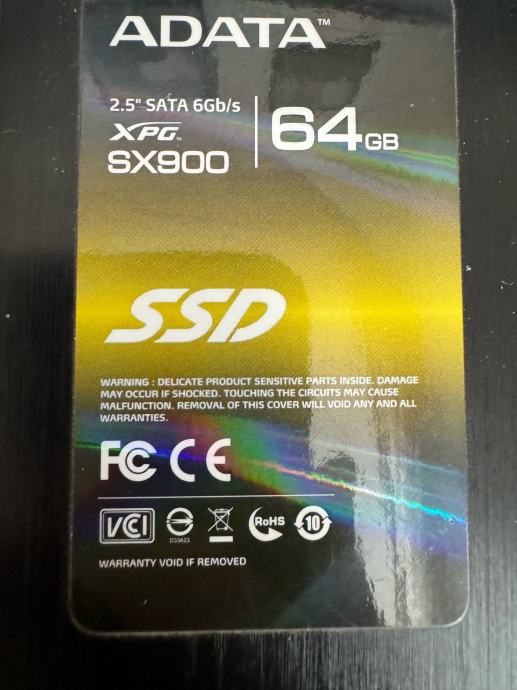 ADATA™
2.5" SATA 6Gb/s
XPG™
SX900
64GB
SSD
WARNING : DELICATE PRODUCT SENSITIVE PARTS INSIDE. DAMAGE
MAY OCCUR IF SHOCKED. TOUCHING THE CIRCUITS MAY CAUSE
MALFUNCTION. REMOVAL OF THIS COVER WILL VOID ANY AND ALL
WARRANTIES.
FC CE
VCI D33A23 RoHS 10
WARRANTY VOID IF REMOVED